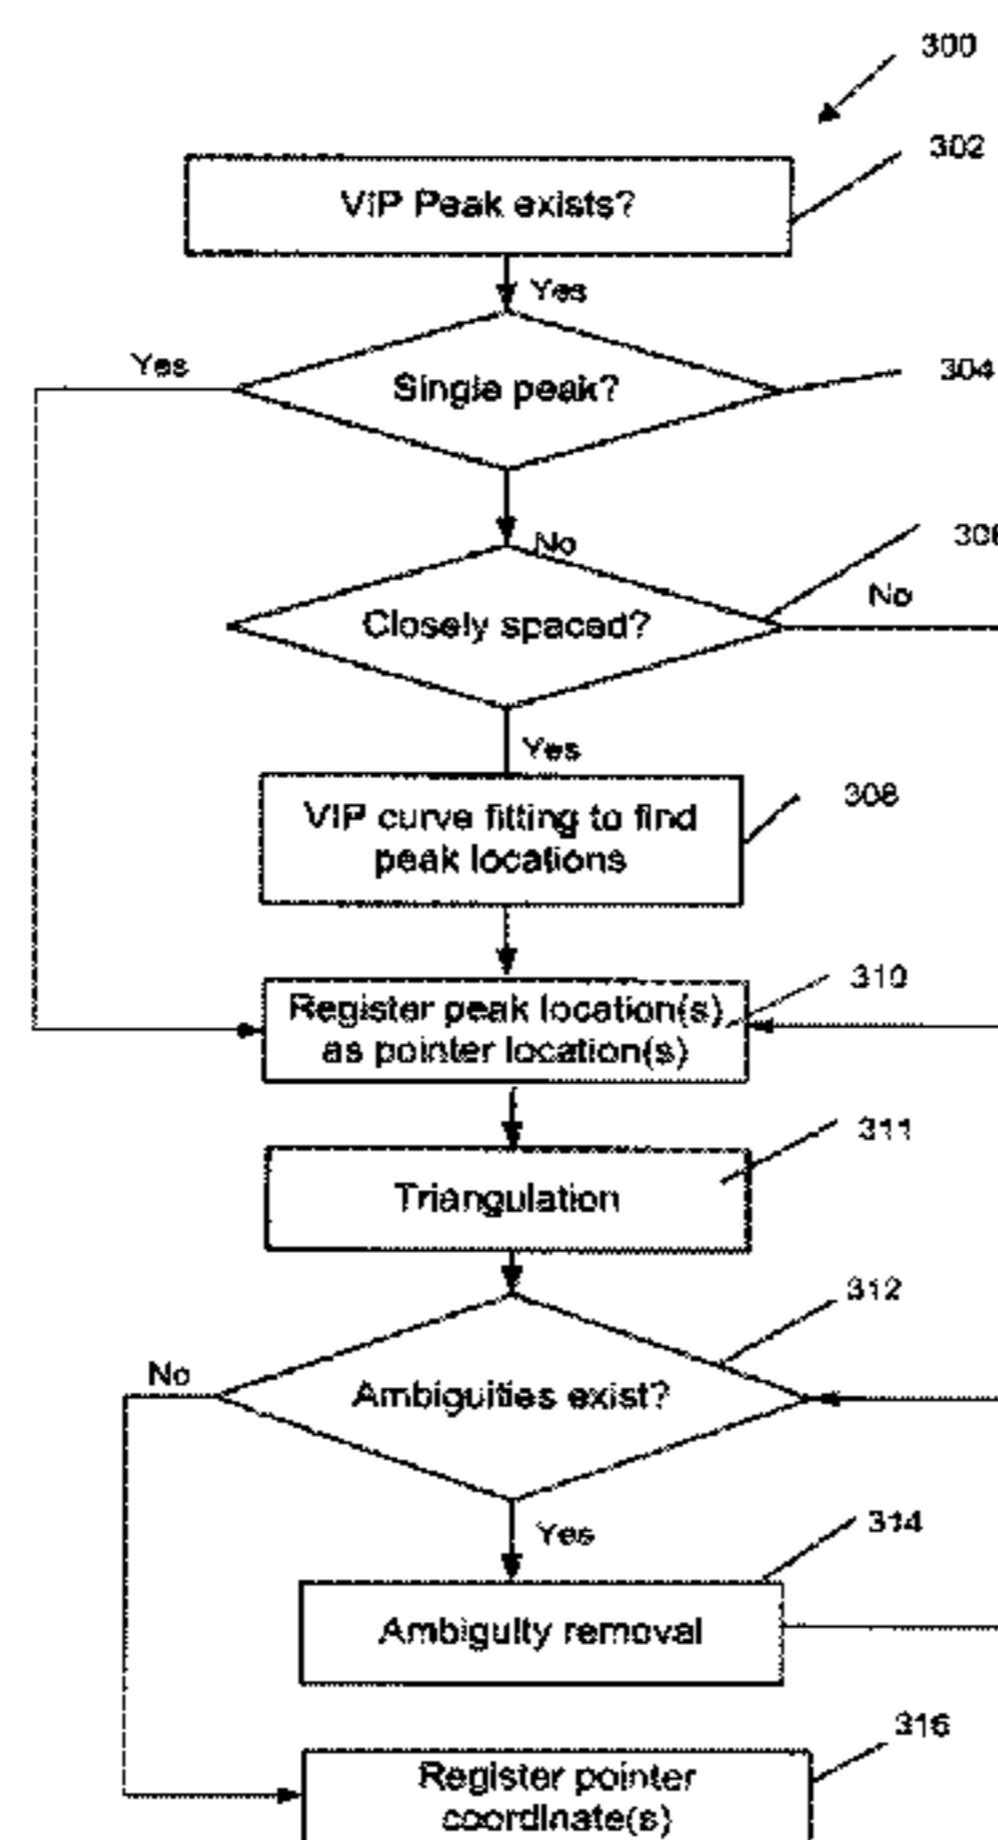 300
302
VIP Peak exists?
Yes
Yes
Single peak?
304
No
306
Closely spaced?
No
Yes
308
VIP curve fitting to find
peak locations
310
Register peak location(s)
as pointer location(s)
311
Triangulation
312
No
Ambiguities exist?
Yes
314
Ambiguity removal
316
Register pointer
coordinate(s)